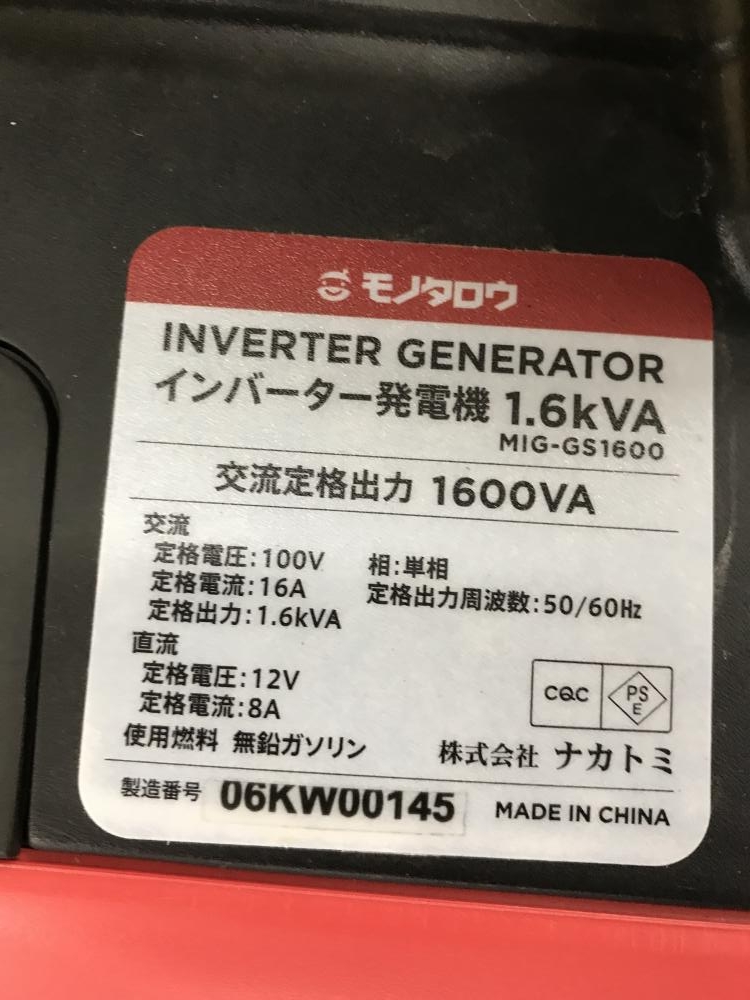 モノタロウ
INVERTER GENERATOR
インバーター発電機 1.6kVA
MIG-GS1600
交流定格出力 1600VA
交流
定格電圧:100V 相:単相
定格電流:16A 定格出力周波数:50/60Hz
定格出力:1.6kVA
直流
定格電圧:12V
定格電流:8A
CQC PS E
使用燃料 無鉛ガソリン 株式会社 ナカトミ
製造番号 06KW00145 MADE IN CHINA